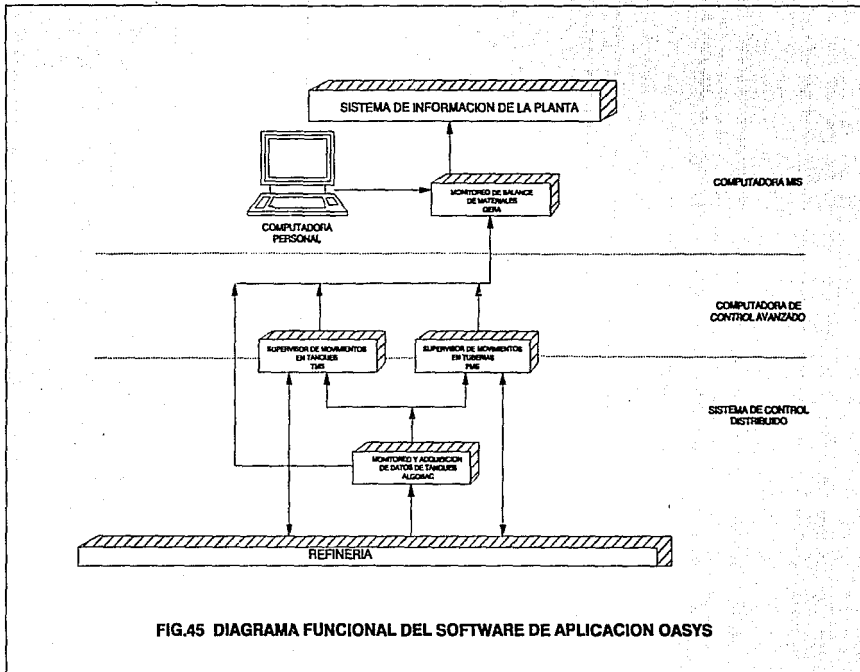 SISTEMA DE INFORMACION DE LA PLANTA
MONITOREO DE BALANCE
DE MATERIALES
OERA
COMPUTADORA MIS
COMPUTADORA
PERSONAL
COMPUTADORA DE
CONTROL AVANZADO
SUPERVISOR DE MOVIMIENTOS
EN TANQUES
TMS
SUPERVISOR DE MOVIMIENTOS
EN TUBERIAS
PMS
SISTEMA DE CONTROL
DISTRIBUIDO
MONITOREO Y ADQUISICION
DE DATOS DE TANQUES
REFINERIA
FIG.45 DIAGRAMA FUNCIONAL DEL SOFTWARE DE APLICACION OASYS